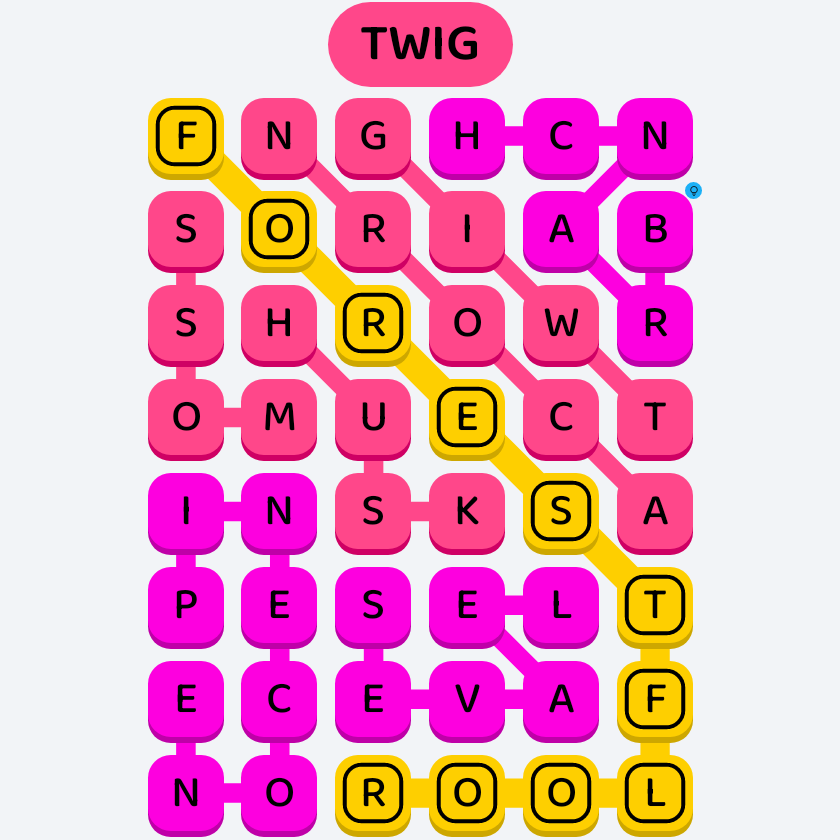 TWIG
F N G H C N
S O R I A B
S H R O W R
O M U E C T
I N S K S A
P E S E L T
E C E V A F
N O R O O L